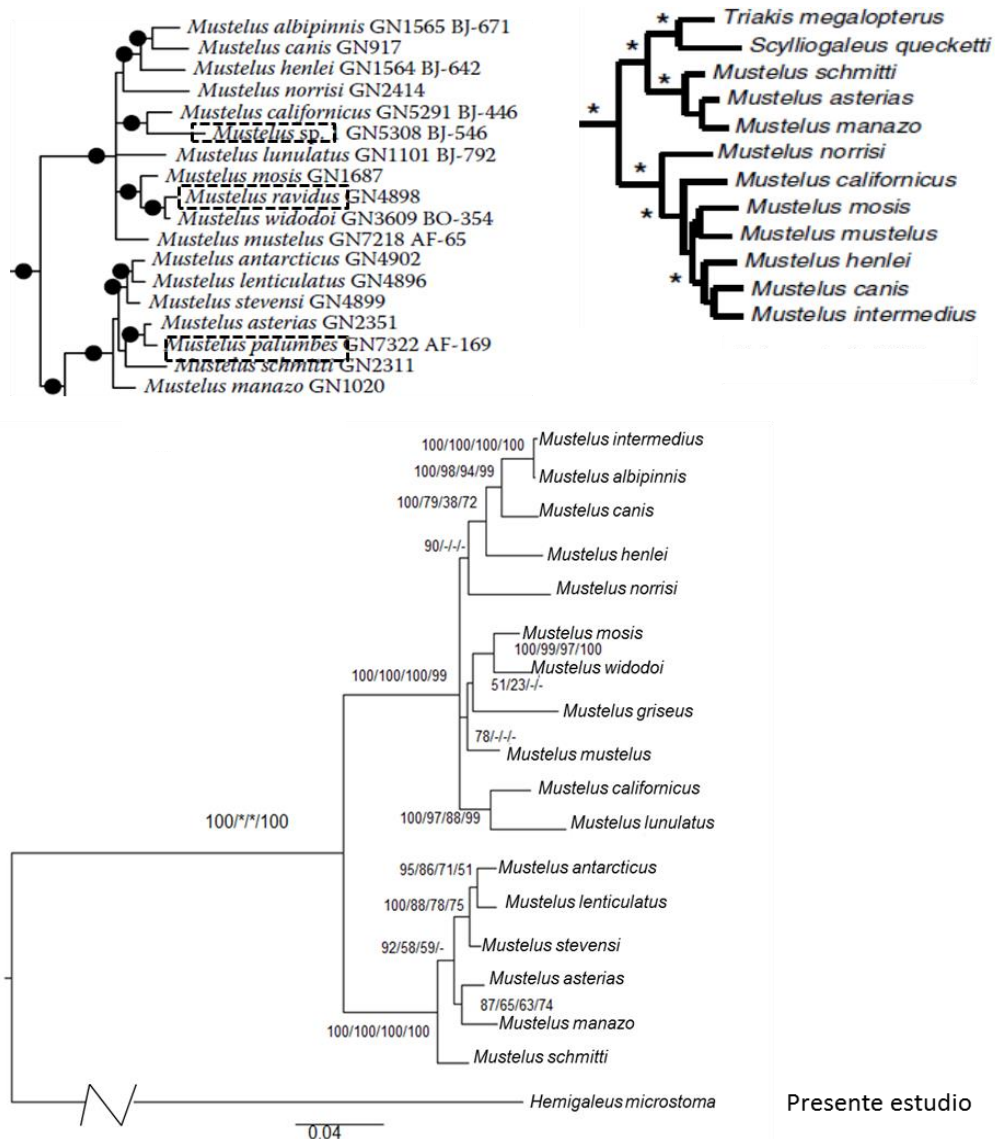 Mustelus albipinnis GN1565 BJ-671
Mustelus canis GN917
Mustelus henlei GN1564 BJ-642
Mustelus norrisi GN2414
Mustelus californicus GN5291 BJ-446
Mustelus sp. 1 GN5308 BJ-546
Mustelus lunulatus GN1101 BJ-792
Mustelus mosis GN1687
Mustelus ravidus GN4898
Mustelus widodoi GN3609 BO-354
Mustelus mustelus GN7218 AF-65
Mustelus antarcticus GN4902
Mustelus lenticulatus GN4896
Mustelus stevensi GN4899
Mustelus asterias GN2351
Mustelus palumbes GN7322 AF-169
Mustelus schmitti GN2311
Mustelus manazo GN1020
* Triakis megalopterus
* Scylliogaleus quecketti
* Mustelus schmitti
Mustelus asterias
* Mustelus manazo
* Mustelus norrisi
Mustelus californicus
* Mustelus mosis
Mustelus mustelus
* Mustelus henlei
Mustelus canis
Mustelus intermedius
100/100/100/100 Mustelus intermedius
100/98/94/99 Mustelus albipinnis
100/79/38/72 Mustelus canis
90/-/-/- Mustelus henlei
Mustelus norrisi
Mustelus mosis
100/99/97/100
100/100/100/99 Mustelus widodoi
51/23/-/-
Mustelus griseus
78/-/-/-
Mustelus mustelus
Mustelus californicus
100/97/88/99 Mustelus lunulatus
100/*/*/100
95/86/71/51 Mustelus antarcticus
100/88/78/75 Mustelus lenticulatus
92/58/59/- Mustelus stevensi
Mustelus asterias
87/65/63/74
100/100/100/100 Mustelus manazo
Mustelus schmitti
Hemigaleus microstoma Presente estudio
0.04